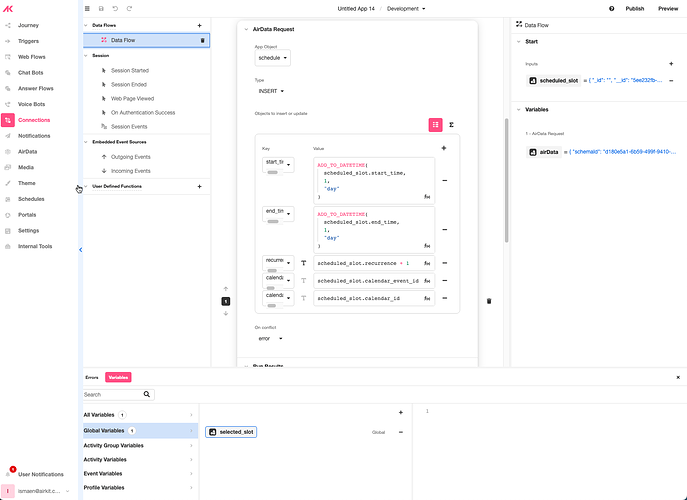 Untitled App 14 / Development
Publish
Preview
Journey
Triggers
Web Flows
Chat Bots
Answer Flows
Voice Bots
Connections
Notifications
AirData
Media
Theme
Schedules
Portals
Settings
Internal Tools
1
User Notifications
I
ismaen@airkit.c...
Data Flows
Data Flow
Session
Session Started
Session Ended
Web Page Viewed
On Authentication Success
Session Events
Embedded Event Sources
Outgoing Events
Incoming Events
User Defined Functions
1
AirData Request
App Object
schedule
Type
INSERT
Objects to insert or update
Key
Value
start_tir
ADD_TO_DATETIME(
scheduled_slot.start_time,
1,
"day"
)
end_tin
ADD_TO_DATETIME(
scheduled_slot.end_time,
1,
"day"
)
recurre
scheduled_slot.recurrence + 1
calenda
scheduled_slot.calendar_event_id
calenda
scheduled_slot.calendar_id
On conflict
error
Run Results
Data Flow
Start
Inputs
scheduled_slot = { "_id": "", "__id": "5ee232fb-...
Variables
1 - AirData Request
airData = { "schemaId": "d180e5a1-6b59-499f-9410-...
Errors
Variables
Search
All Variables 1
Global Variables 1
Activity Group Variables
Activity Variables
Event Variables
Profile Variables
selected_slot
Global
1